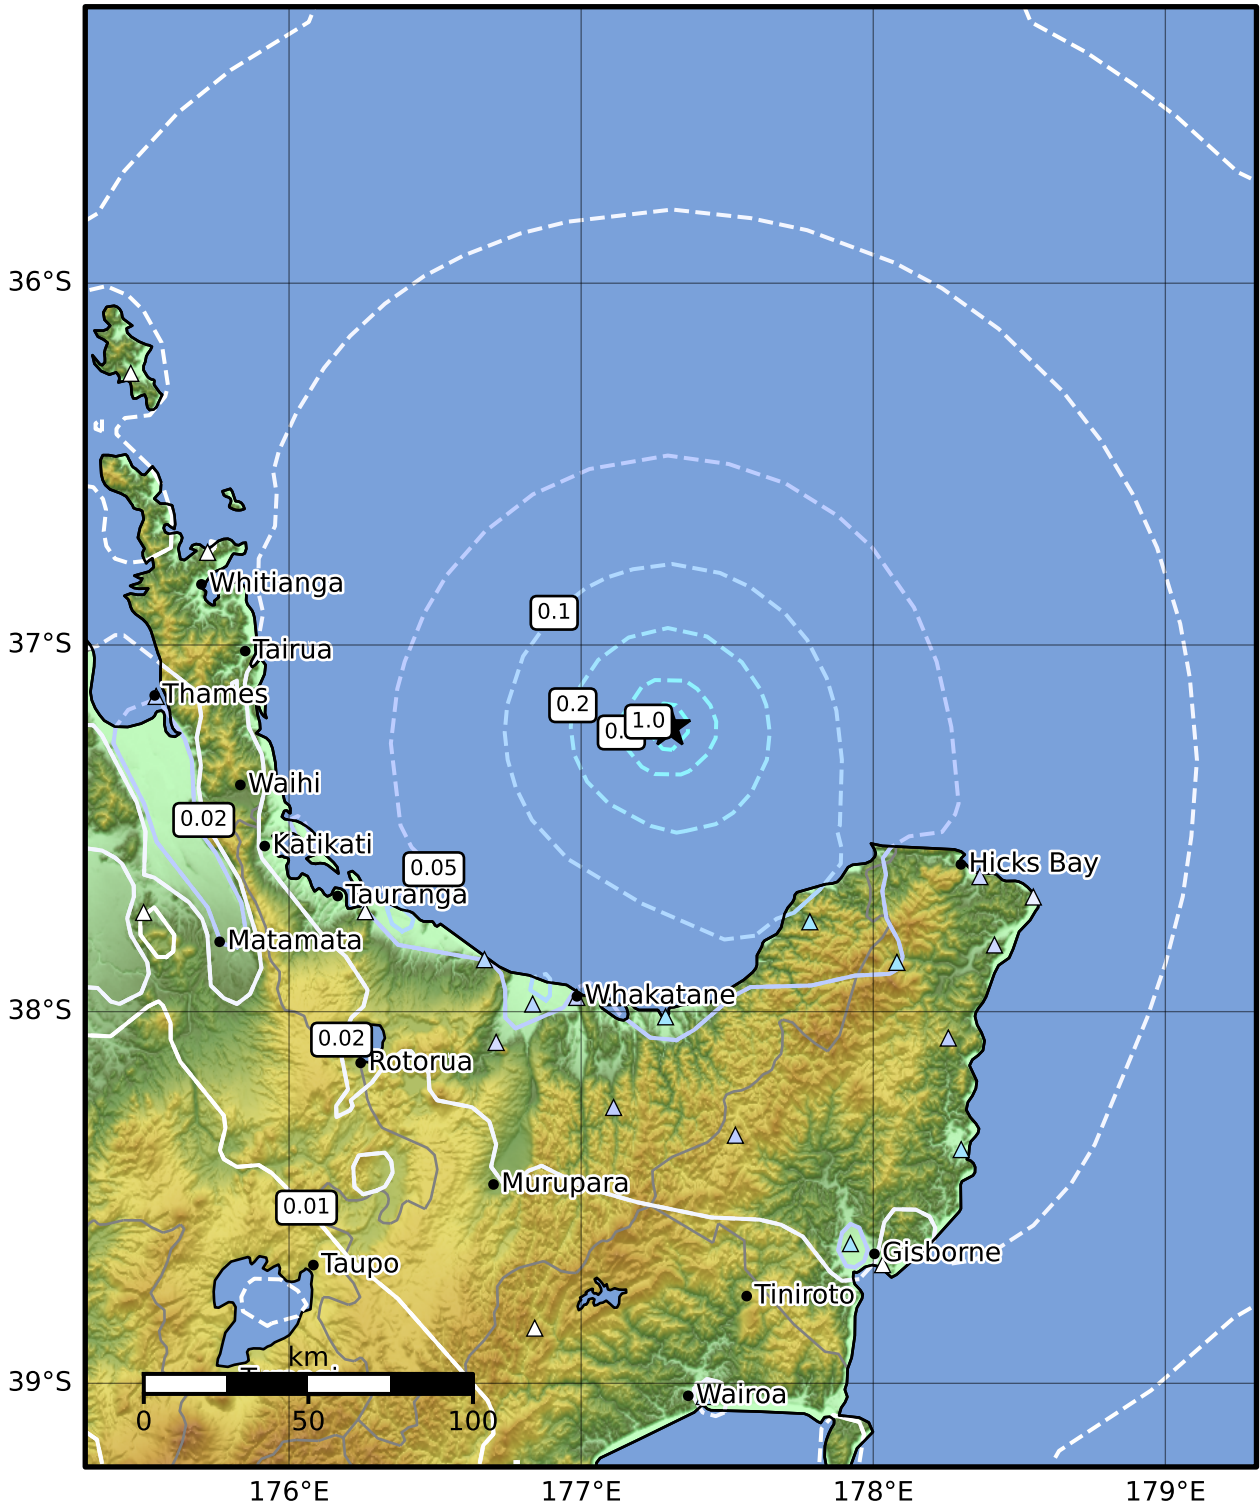 36°S
0.1
Whitianga
37°S
Tairua
Thames
0.2
1.0
Waihi
0.02
Katikati
0.05
Hicks Bay
Tauranga
Matamata
38°S
Whakatane
0.02
Rotorua
Murupara
0.01
Gisborne
Taupo
Tiniroto
km
39°S
Wairoa
0
50
100
176°E
177°E
178°E
179°E